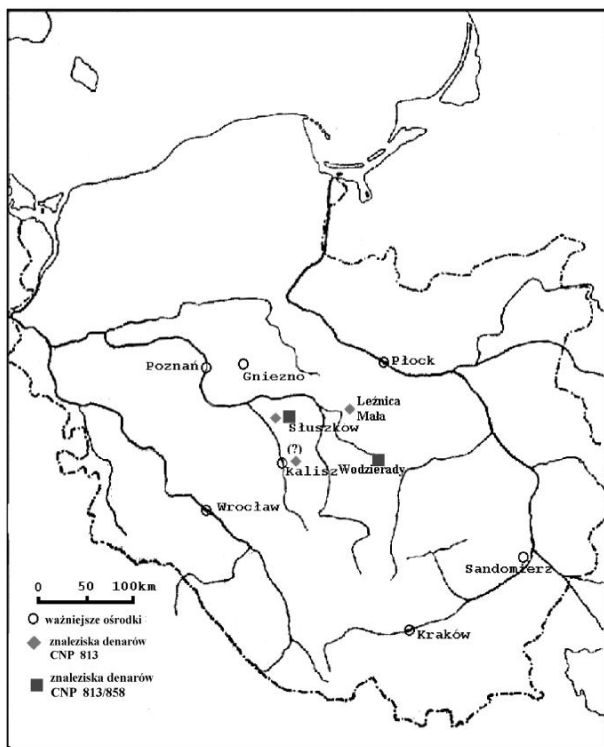 Płock
Poznań
Gniezno
Leźnica
Mała
Słuszków
(?)
Kalisz
Wodzierady
Wrocław
Sandomierz
Kraków
0 50 100km
ważniejsze ośrodki
znaleziska denarów
CNP 813
znaleziska denarów
CNP 813/858